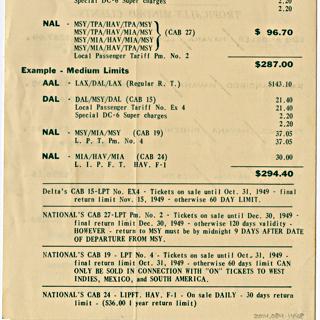 Special DC-6 Super charges 2.20
2.20
NAL - MSY/TPA/HAV/TPA/MSY
MSY/TPA/HAV/MIA/MSY (CAB 27) $ 96.70
MSY/MIA/HAV/MIA/MSY
MSY/MIA/HAV/TPA/MSY
Local Passenger Tariff Pm. No. 2
$287.00
Example - Medium Limits
AAL - LAX/DAL/LAX (Regular R. T.) $143.10
DAL - DAL/MSY/DAL (CAB 15) 21.40
Local Passenger Tariff No. Ex 4 21.40
Special DC-6 Super charges 2.20
2.20
NAL - MSY/MIA/MSY (CAB 19) 37.05
L. P. T. Pm. No. 4 37.05
NAL - MIA/HAV/MIA (CAB 24) 30.00
L. I. P. F. T. HAV. F-1
$294.40
Delta's CAB 15-LPT No. EX4 - Tickets on sale until Oct. 31, 1949 - final
return limit Nov. 15, 1949 - otherwise 60 DAY LIMIT.
NATIONAL'S CAB 27-LPT Pm. No. 2 - Tickets on sale until Dec. 30, 1949 -
final return limit Dec. 30, 1949 - otherwise 120 days validity -
HOWEVER - return to MSY must be by midnight 9 DAYS AFTER DATE
OF DEPARTURE FROM MSY.
NATIONAL'S CAB 19 - LPT No. 4 - Tickets on sale until Oct. 31, 1949 -
final return limit Oct. 31, 1949 - otherwise 60 days limit CAN
ONLY BE SOLD IN CONNECTION WITH "ON" TICKETS TO WEST
INDIES, MEXICO, and SOUTH AMERICA.
NATIONAL'S CAB 24 - LIPFT. HAV. F-1 - On sale DAILY - 30 days return
limit - ($36.00 1 year return limit)